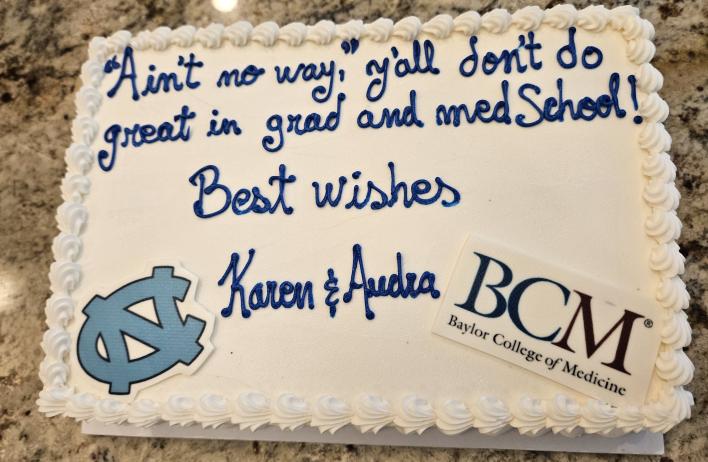 "Ain't no way," y'all don't do
great in grad and med School!
Best wishes
Karen & Audra
NC
BCM®
Baylor College of Medicine